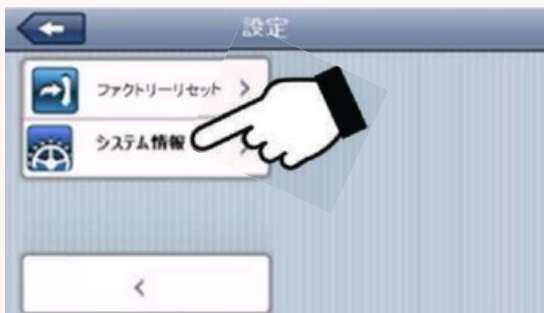 設定
ファクトリーリセット
システム情報